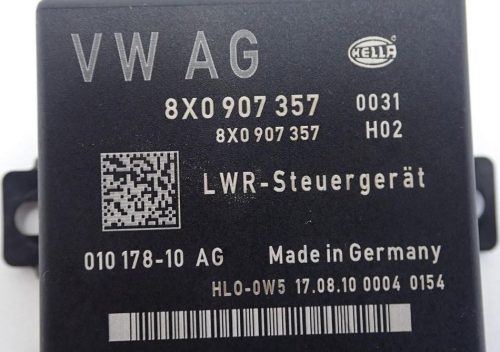 VW AG HELLA
8X0 907 357 0031
8X0 907 357 H02
LWR-Steuergerät
010 178-10 AG Made in Germany
HLO-0W5 17.08.10 0004 0154